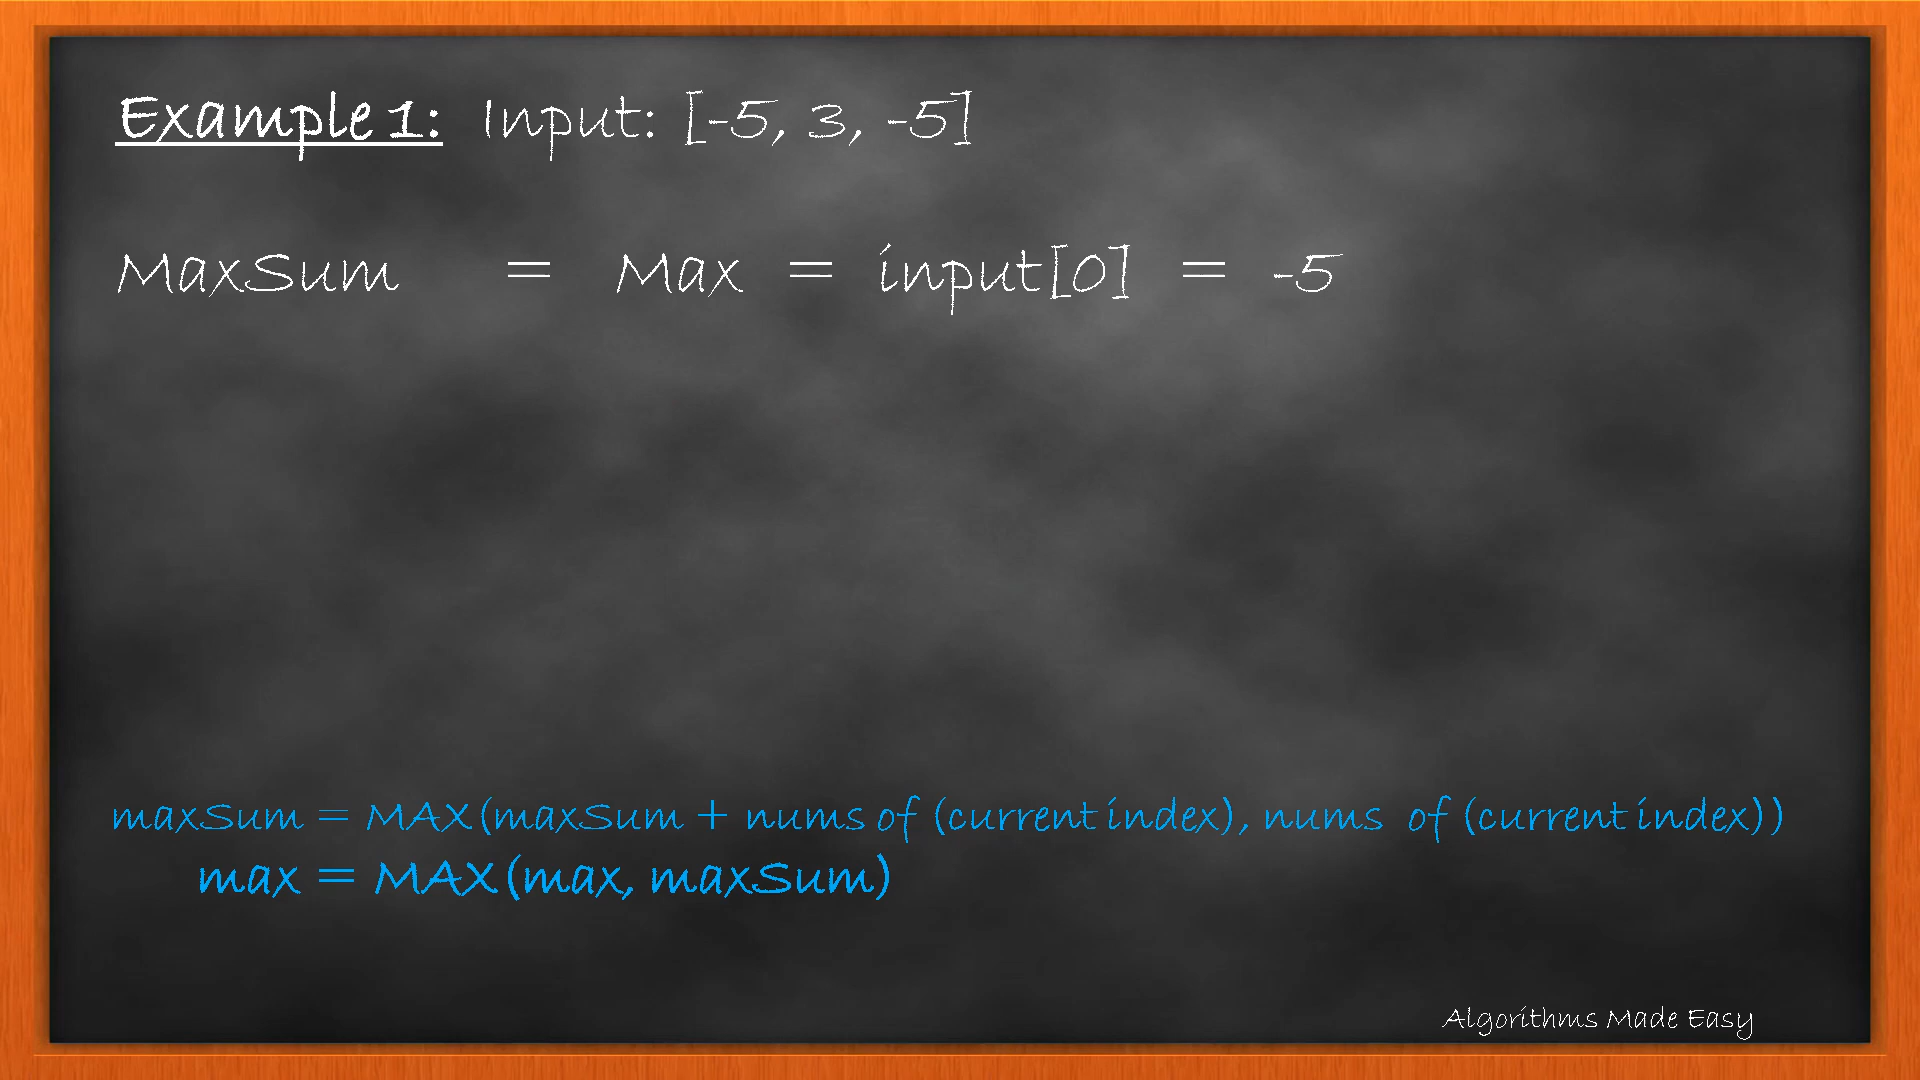 Example 1: Input: [-5, 3, -5]
MaxSum = Max = input[0] = -5
maxSum = MAX(maxSum + nums of (current index), nums of (current index))
max = MAX(max, maxSum)
Algorithms Made Easy